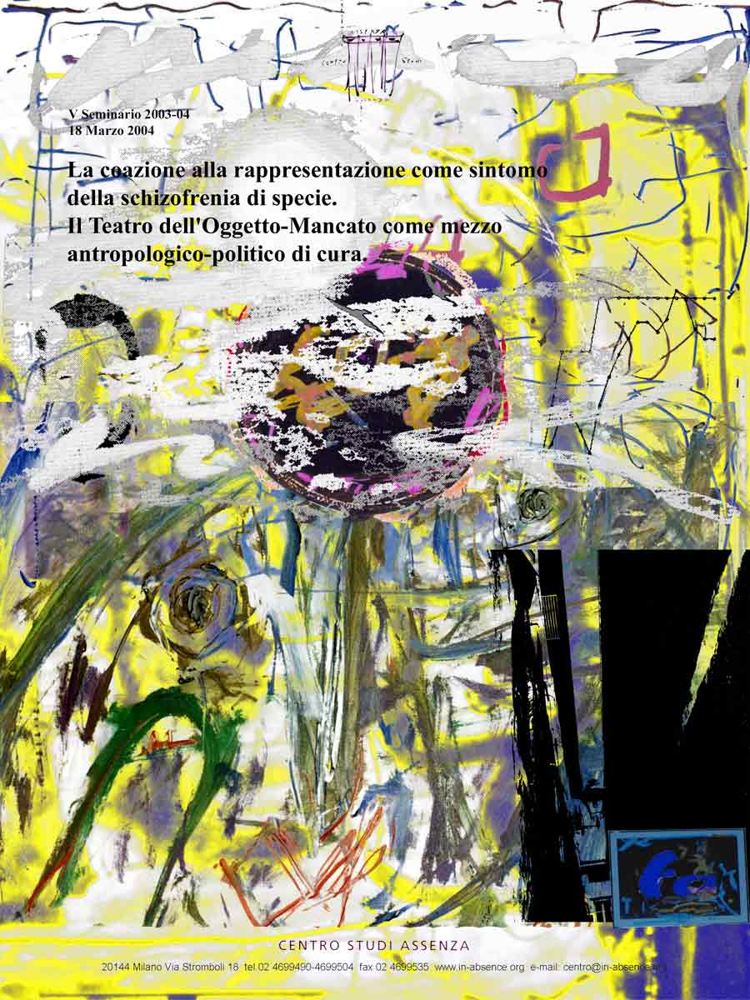 ASSENZA
CENTRO STUDI
V Seminario 2003-04
18 Marzo 2004
La coazione alla rappresentazione come sintomo
della schizofrenia di specie.
Il Teatro dell'Oggetto-Mancato come mezzo
antropologico-politico di cura.
CENTRO STUDI ASSENZA
20144 Milano Via Stromboli 18 tel.02 4699490-4699504 fax 02 4699535 www.in-absence.org e-mail: centro@in-absence.org